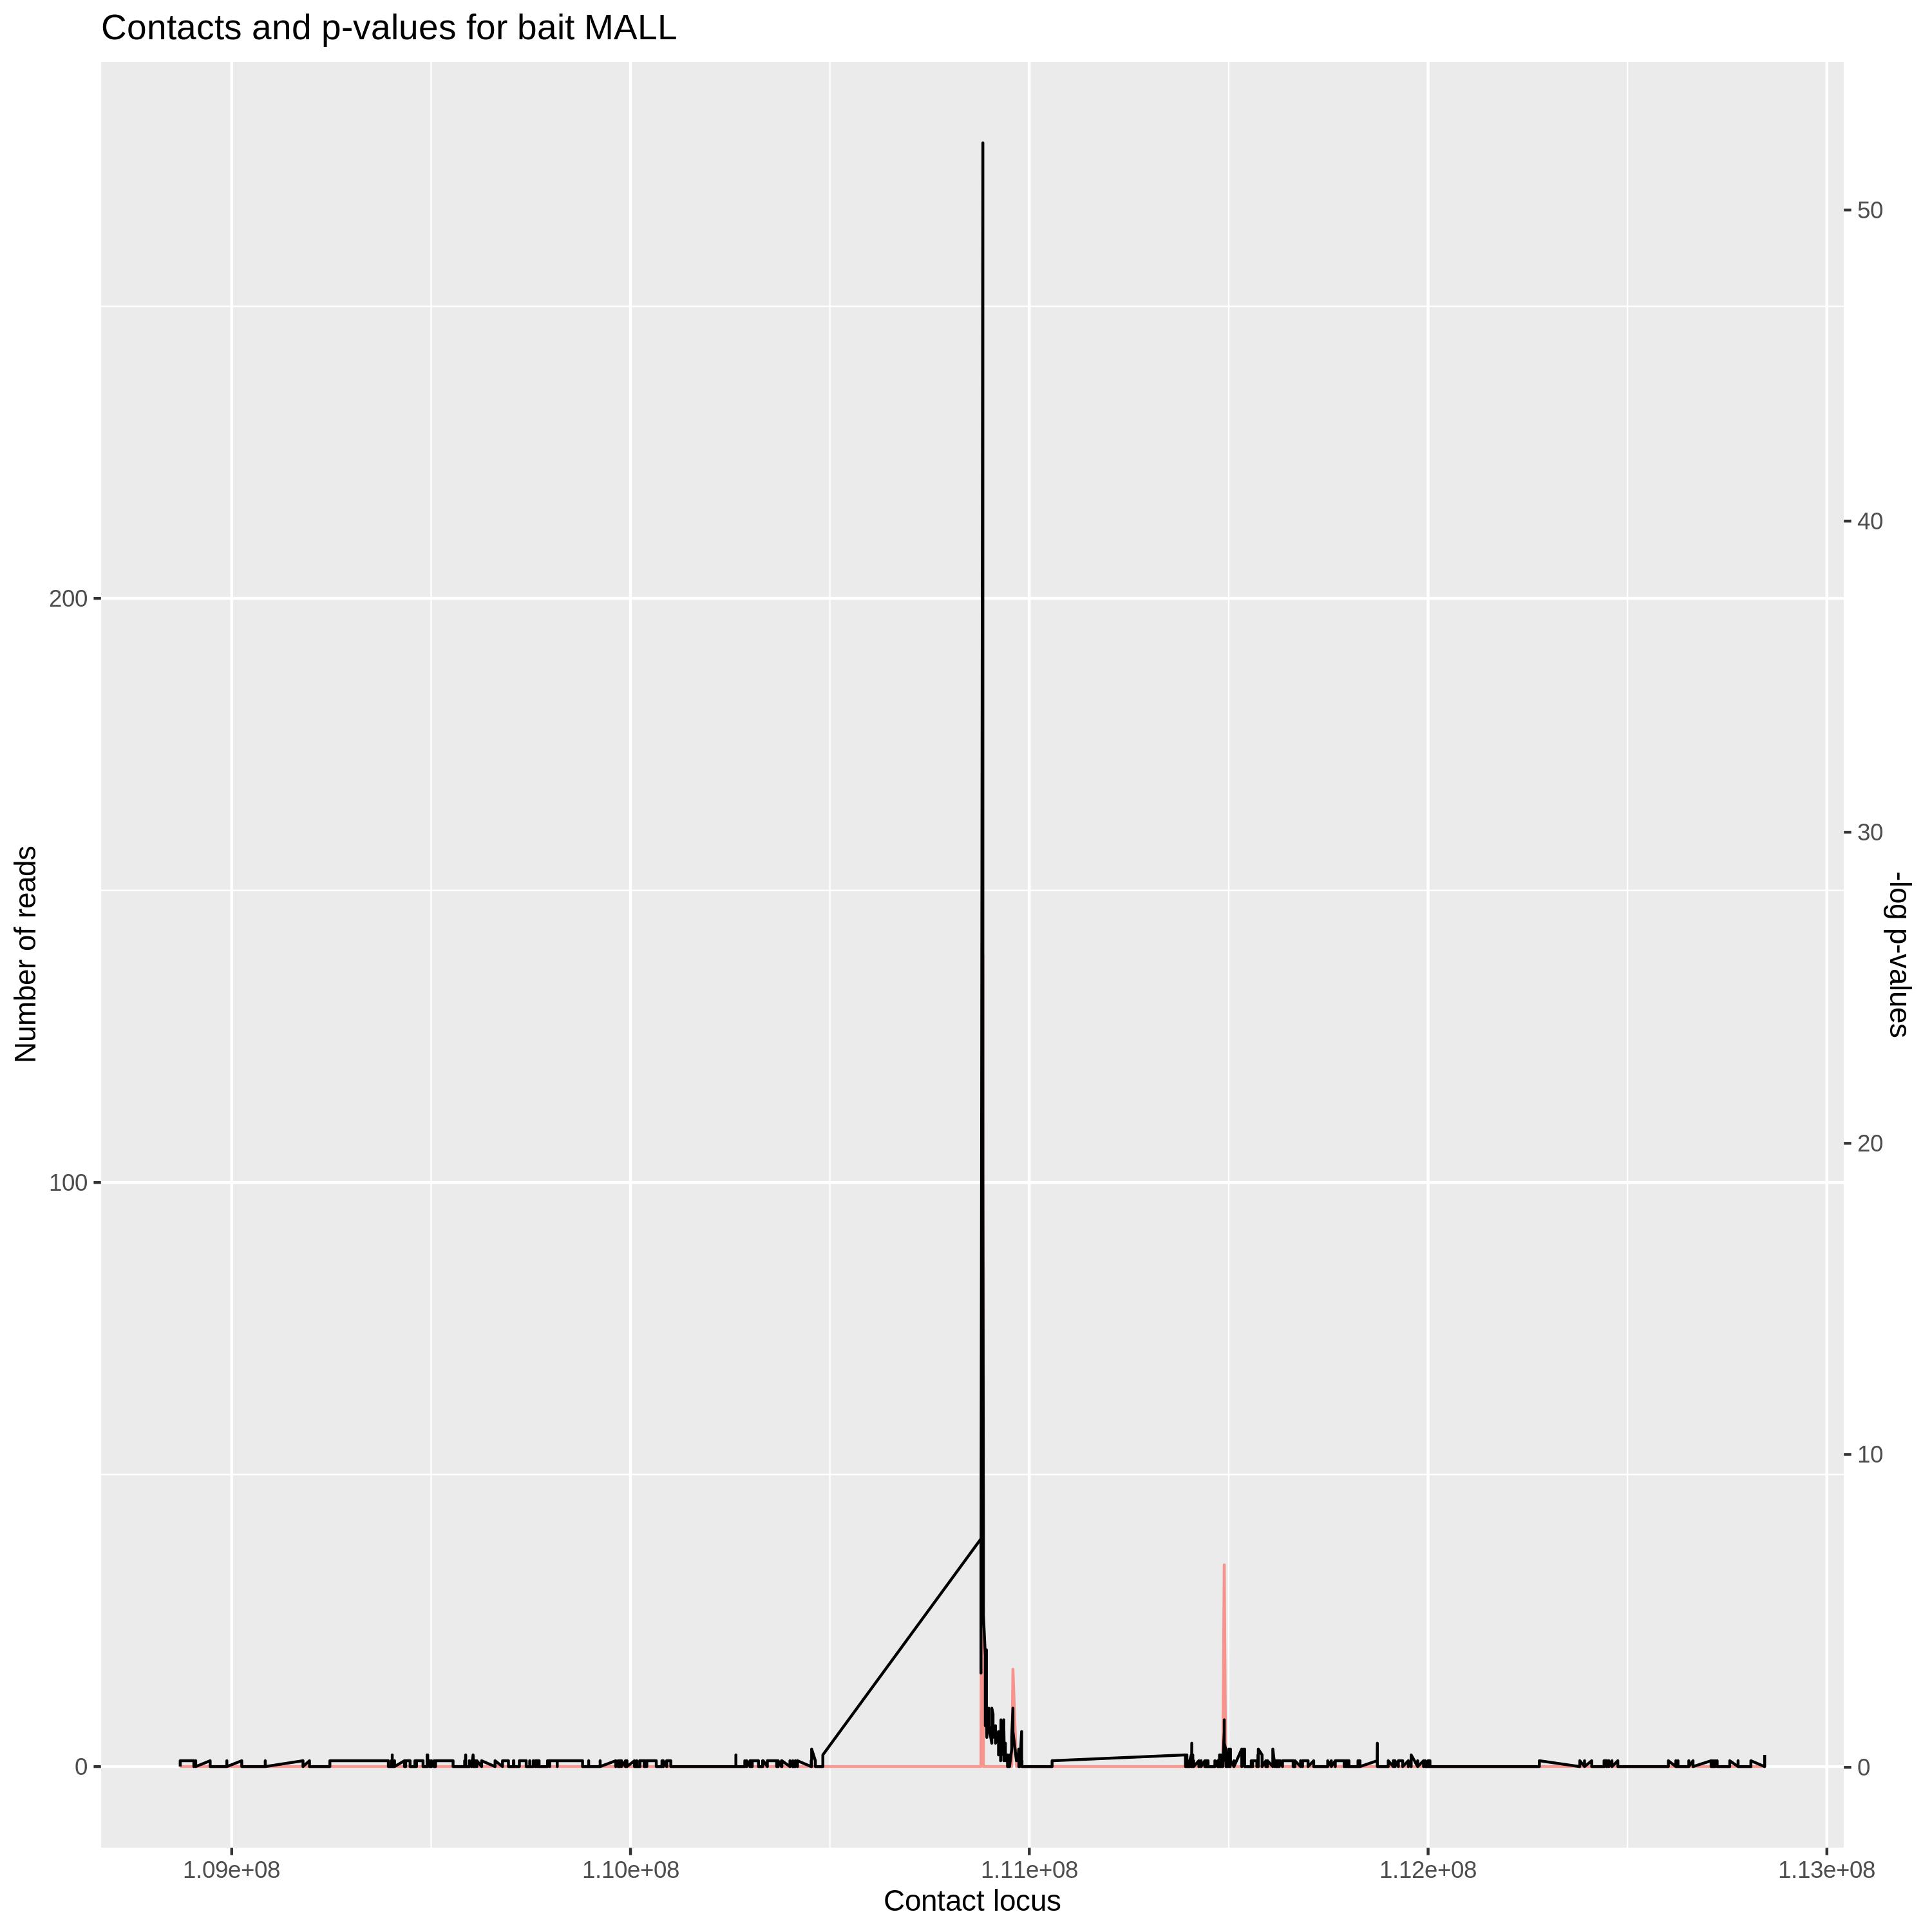 Contacts and p-values for bait MALL
Number of reads
200
100
0
50
40
30
20
10
0
-log p-values
1.09e+08 1.10e+08 1.11e+08 1.12e+08 1.13e+08
Contact locus